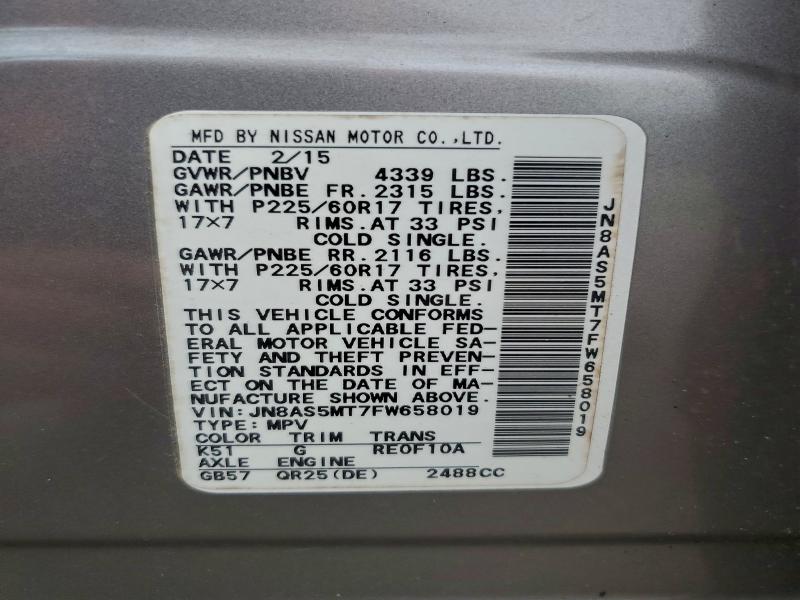 MFD BY NISSAN MOTOR CO.,LTD.
DATE 2/15
GVWR/PNBV 4339 LBS.
GAWR/PNBE FR. 2315 LBS.
WITH P225/60R17 TIRES,
17×7 RIMS.AT 33 PSI
COLD SINGLE.
GAWR/PNBE RR. 2116 LBS.
WITH P225/60R17 TIRES,
17×7 RIMS.AT 33 PSI
COLD SINGLE.
THIS VEHICLE CONFORMS
TO ALL APPLICABLE FED-
ERAL MOTOR VEHICLE SA-
FETY AND THEFT PREVEN-
TION STANDARDS IN EFF-
ECT ON THE DATE OF MA-
NUFACTURE SHOWN ABOVE.
VIN:JN8AS5MT7FW658019
TYPE:MPV
COLOR TRIM TRANS
K51 G RE0F10A
AXLE ENGINE
GB57 QR25(DE) 2488CC
JN8AS5MT7FW658019